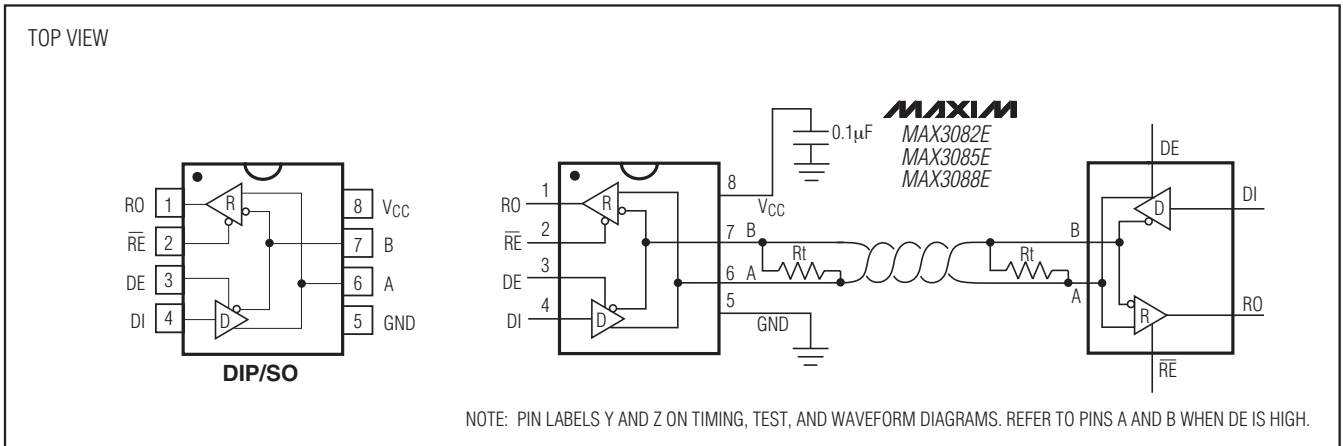 TOP VIEW
RO 1
R̅E̅ 2
DE 3
DI 4
R
D
8 VCC
7 B
6 A
5 GND
DIP/SO
RO 1
R̅E̅ 2
DE 3
DI 4
R
D
8
VCC
7 B
6 A
5
GND
0.1μF
MAXIM
MAX3082E
MAX3085E
MAX3088E
Rt
Rt
B
A
DE
DI
D
R
RO
R̅E̅
NOTE: PIN LABELS Y AND Z ON TIMING, TEST, AND WAVEFORM DIAGRAMS. REFER TO PINS A AND B WHEN DE IS HIGH.